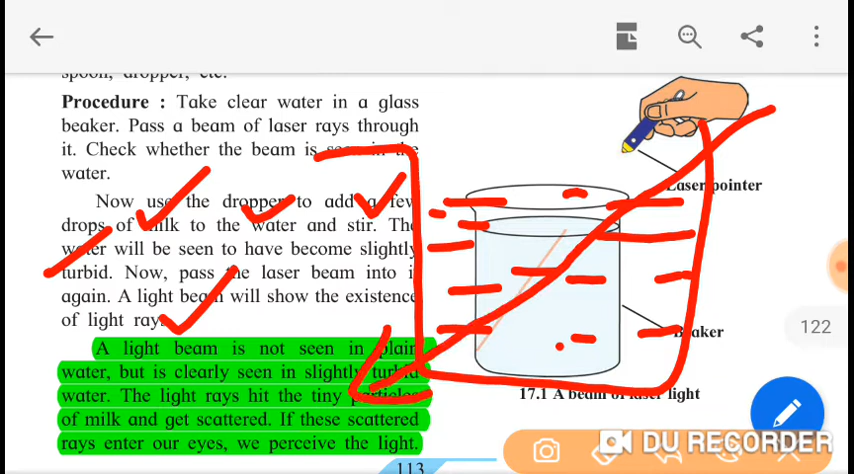 spoon, dropper, etc.
Procedure : Take clear water in a glass
beaker. Pass a beam of laser rays through
it. Check whether the beam is seen in the
water.
Now use the dropper to add a few
drops of milk to the water and stir. The
water will be seen to have become slightly
turbid. Now, pass the laser beam into it
again. A light beam will show the existence
of light rays
A light beam is not seen in plain
water, but is clearly seen in slightly turbid
water. The light rays hit the tiny particles
of milk and get scattered. If these scattered
rays enter our eyes, we perceive the light.
113
Laser pointer
Beaker
17.1 A beam of laser light
122
DU RECORDER